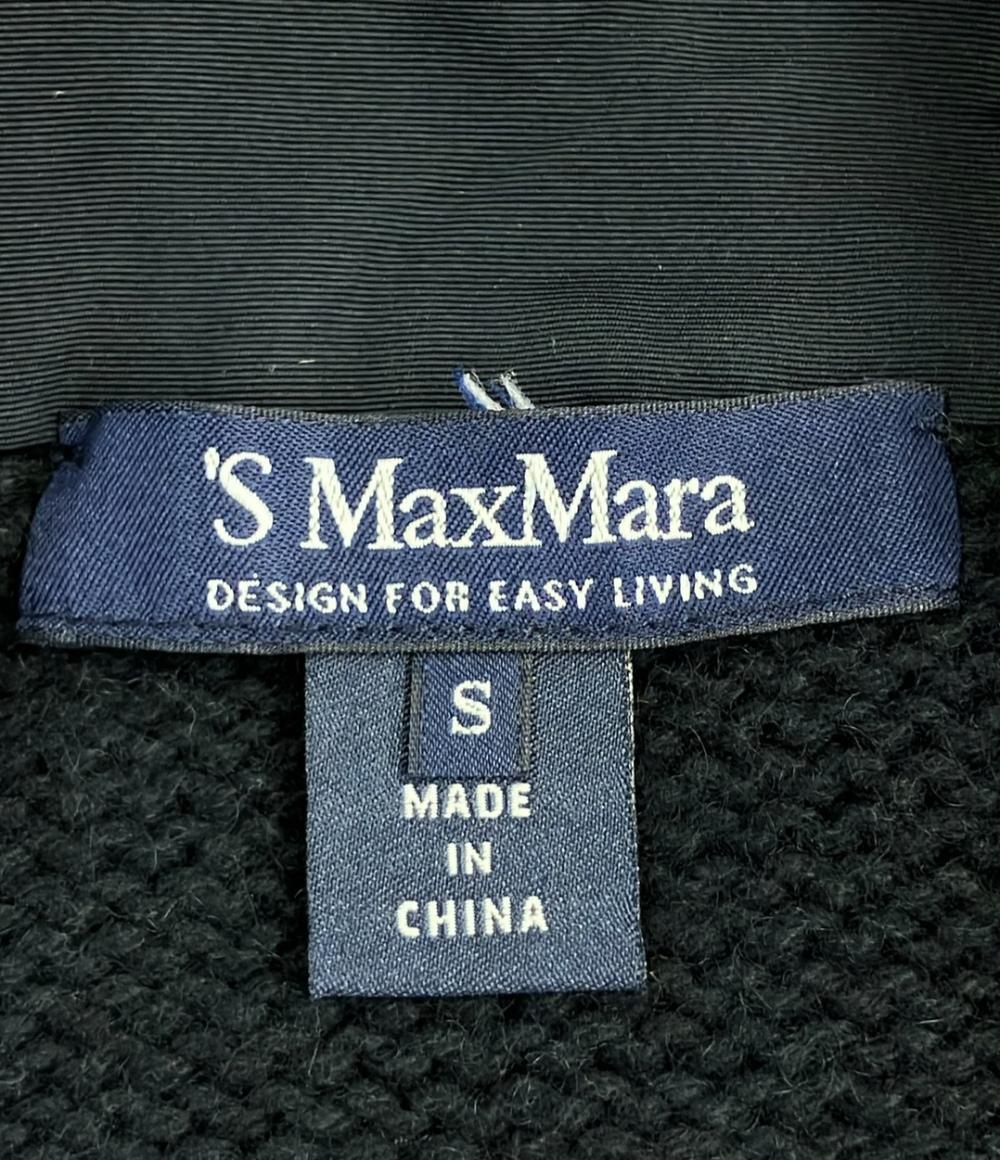 'S MaxMara
DESIGN FOR EASY LIVING
S
MADE
IN
CHINA